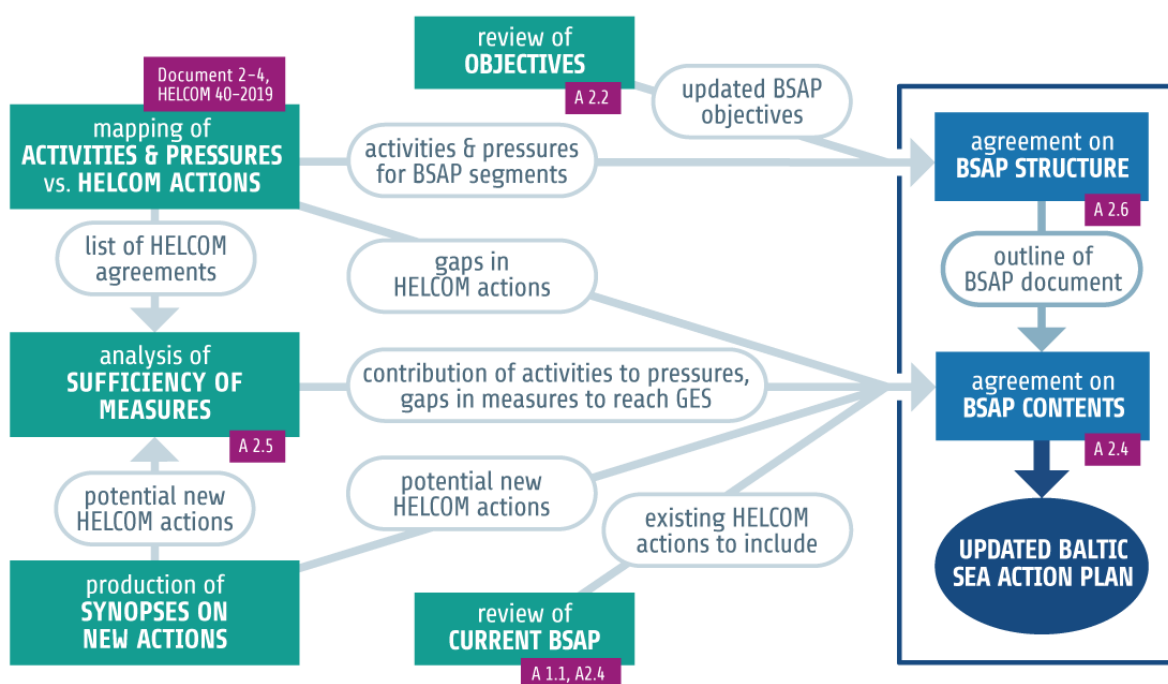 Document 2–4,
HELCOM 40–2019
mapping of
ACTIVITIES & PRESSURES
vs. HELCOM ACTIONS
review of
OBJECTIVES
A 2.2
updated BSAP
objectives
activities & pressures
for BSAP segments
agreement on
BSAP STRUCTURE
A 2.6
list of HELCOM
agreements
gaps in
HELCOM actions
outline of
BSAP document
analysis of
SUFFICIENCY OF
MEASURES
A 2.5
contribution of activities to pressures,
gaps in measures to reach GES
agreement on
BSAP CONTENTS
A 2.4
potential new
HELCOM actions
potential new
HELCOM actions
existing HELCOM
actions to include
production of
SYNOPSES ON
NEW ACTIONS
review of
CURRENT BSAP
A 1.1, A2.4
UPDATED BALTIC
SEA ACTION PLAN